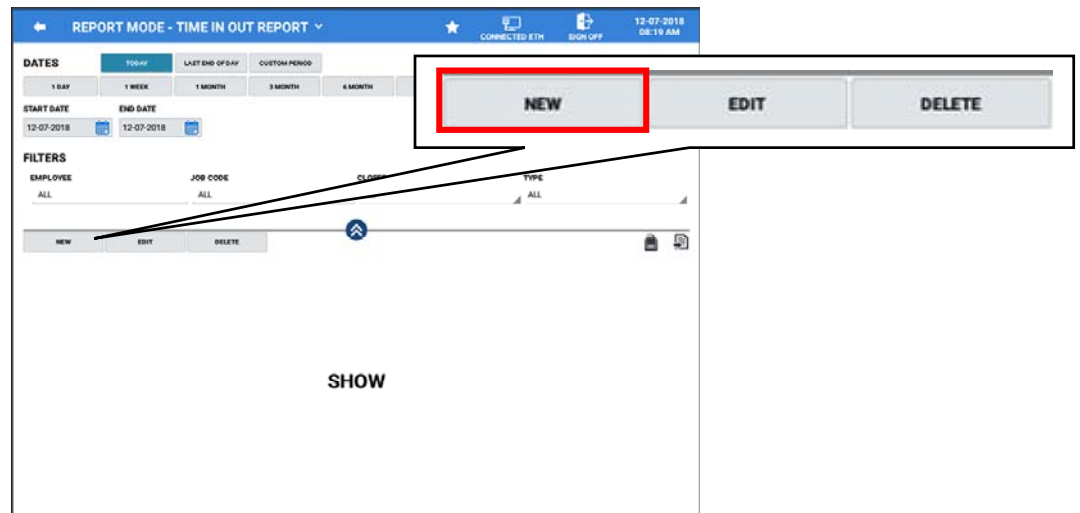 REPORT MODE - TIME IN OUT REPORT
CONNECTED ETH
SIGN OFF
12-07-2018
08:19 AM
DATES
TODAY
LAST END OF DAY
CUSTOM PERIOD
1 DAY
1 WEEK
1 MONTH
3 MONTH
6 MONTH
NEW
EDIT
DELETE
START DATE
END DATE
12-07-2018
12-07-2018
FILTERS
EMPLOYEE
JOB CODE
TYPE
ALL
ALL
ALL
NEW
EDIT
DELETE
SHOW